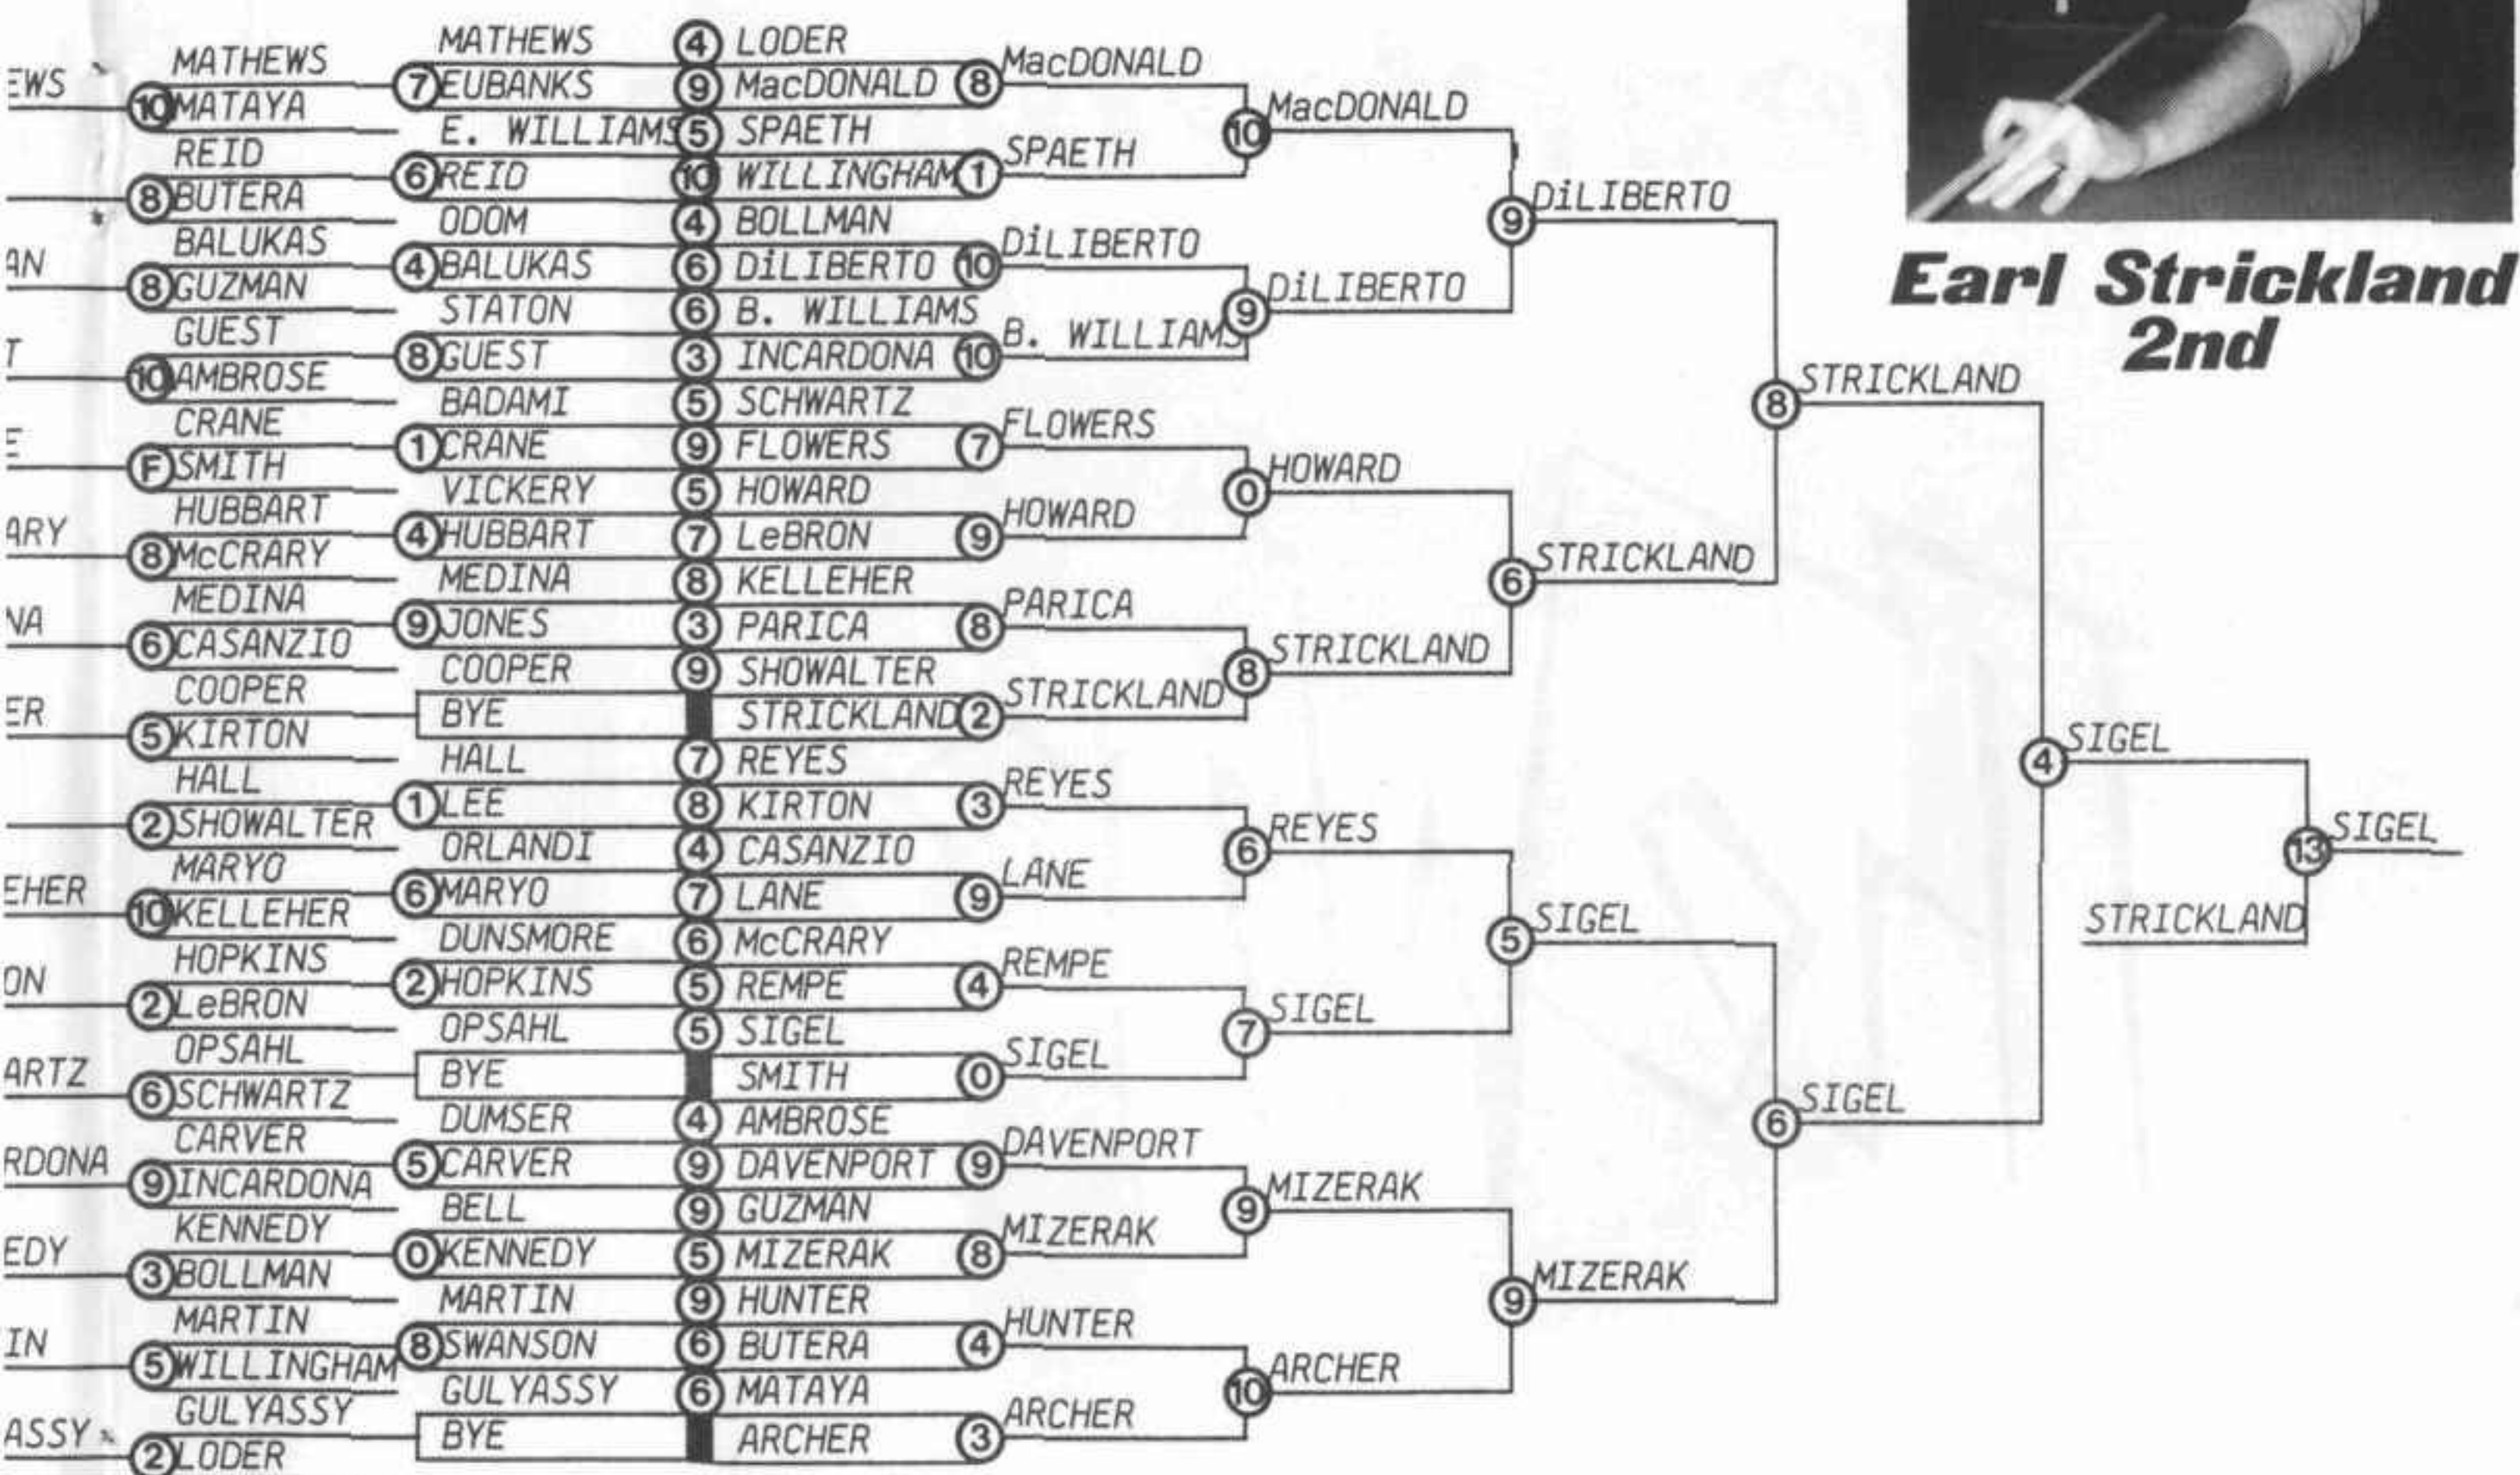 EWS
AN
T
E
ARY
NA
ER
EHER
ON
ARTZ
RDONA
EDY
IN
ASSY
MATHEWS
10 MATAYA
REID
8 BUTERA
BALUKAS
8 GUZMAN
GUEST
10 AMBROSE
CRANE
F SMITH
HUBBART
8 McCRARY
MEDINA
6 CASANZIO
COOPER
5 KIRTON
HALL
2 SHOWALTER
MARYO
10 KELLEHER
HOPKINS
2 LeBRON
OPSAHL
6 SCHWARTZ
CARVER
9 INCARDONA
KENNEDY
3 BOLLMAN
MARTIN
5 WILLINGHAM
GULYASSY
2 LODER
MATHEWS
7 EUBANKS
E. WILLIAMS
6 REID
ODOM
4 BALUKAS
STATON
8 GUEST
BADAMI
1 CRANE
VICKERY
4 HUBBART
MEDINA
9 JONES
COOPER
BYE
HALL
1 LEE
ORLANDI
6 MARYO
DUNSMORE
2 HOPKINS
OPSAHL
BYE
DUMSER
5 CARVER
BELL
0 KENNEDY
MARTIN
8 SWANSON
GULYASSY
BYE
4 LODER
9 MacDONALD 8
5 SPAETH
10 WILLINGHAM 1
4 BOLLMAN
6 DiLIBERTO 10
6 B. WILLIAMS
3 INCARDONA 10
5 SCHWARTZ
9 FLOWERS 7
5 HOWARD
7 LeBRON 9
8 KELLEHER
3 PARICA 8
9 SHOWALTER
STRICKLAND 2
7 REYES
8 KIRTON 3
4 CASANZIO
7 LANE 9
6 McCRARY
5 REMPE 4
5 SIGEL
SMITH 0
4 AMBROSE
9 DAVENPORT 9
9 GUZMAN
5 MIZERAK 8
9 HUNTER
6 BUTERA 4
6 MATAYA
ARCHER 3
MacDONALD
SPAETH
DiLIBERTO
B. WILLIAMS
FLOWERS
HOWARD
PARICA
STRICKLAND
REYES
LANE
REMPE
SIGEL
DAVENPORT
MIZERAK
HUNTER
ARCHER
10 MacDONALD
9 DiLIBERTO
0 HOWARD
8 STRICKLAND
6 REYES
7 SIGEL
9 MIZERAK
10 ARCHER
9 DiLIBERTO
6 STRICKLAND
5 SIGEL
9 MIZERAK
8 STRICKLAND
6 SIGEL
4 SIGEL
STRICKLAND
13 SIGEL
Earl Strickland
2nd